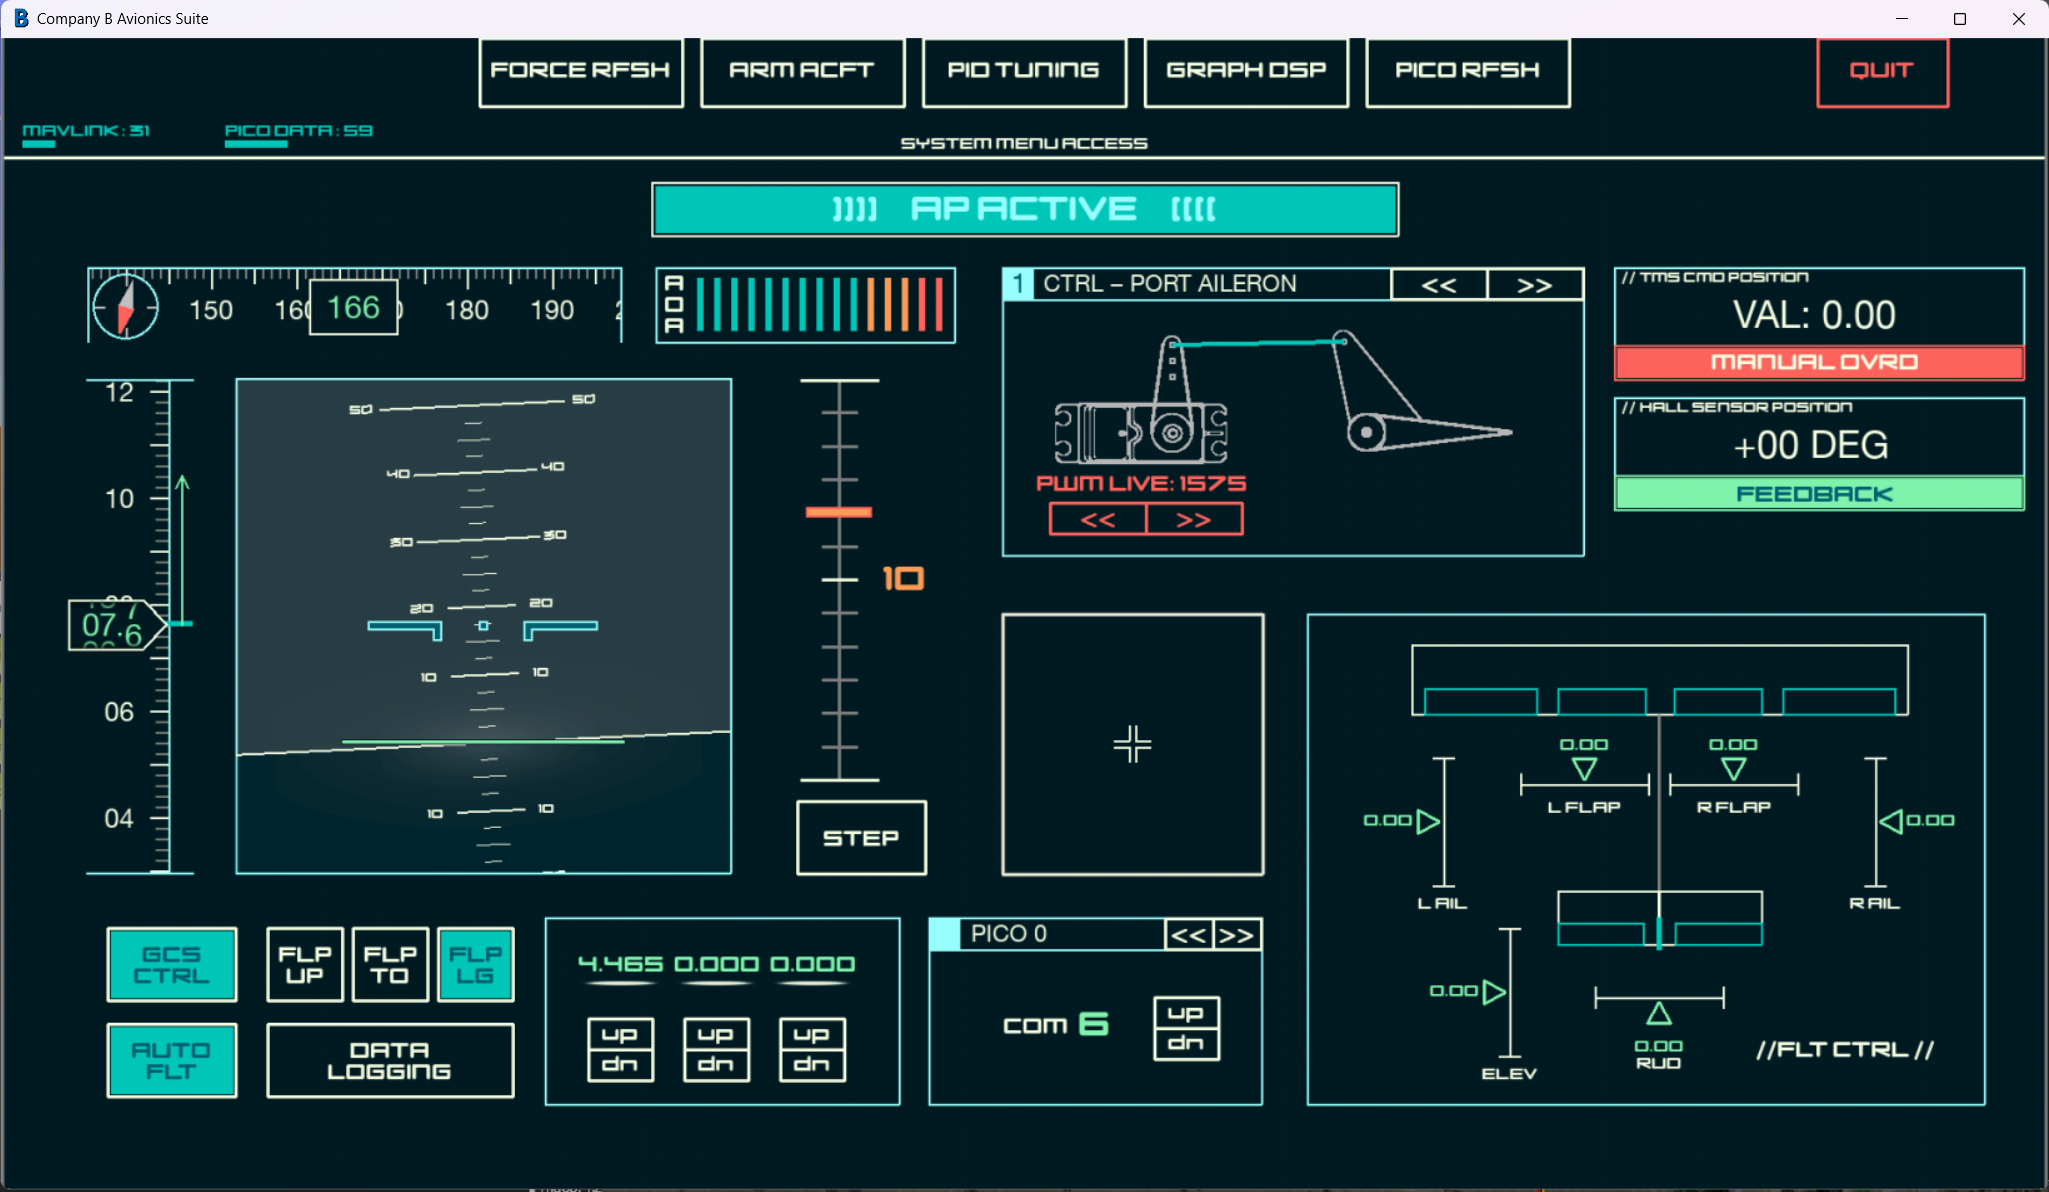 Company B Avionics Suite
FORCE RFSH
ARM ACFT
PID TUNING
GRAPH DSP
PICO RFSH
QUIT
MAVLINK: 31
PICO DATA: 59
SYSTEM MENU ACCESS
)))) AP ACTIVE ((((
150
160
166
180
190
AOA
1 CTRL – PORT AILERON << >>
PWM LIVE: 1575
<< >>
// TMS CMD POSITION
VAL: 0.00
MANUAL OVRD
// HALL SENSOR POSITION
+00 DEG
FEEDBACK
12
10
07.6
06
04
50 50
40 40
30 30
20 20
10 10
10 10
10
STEP
0.00 0.00
L FLAP R FLAP
0.00 0.00
L AIL R AIL
0.00
ELEV
0.00
RUD
//FLT CTRL//
GCS
CTRL
FLP
UP
FLP
TO
FLP
LG
AUTO
FLT
DATA
LOGGING
4.465 0.000 0.000
up up up
dn dn dn
PICO 0 << >>
com 6
up
dn